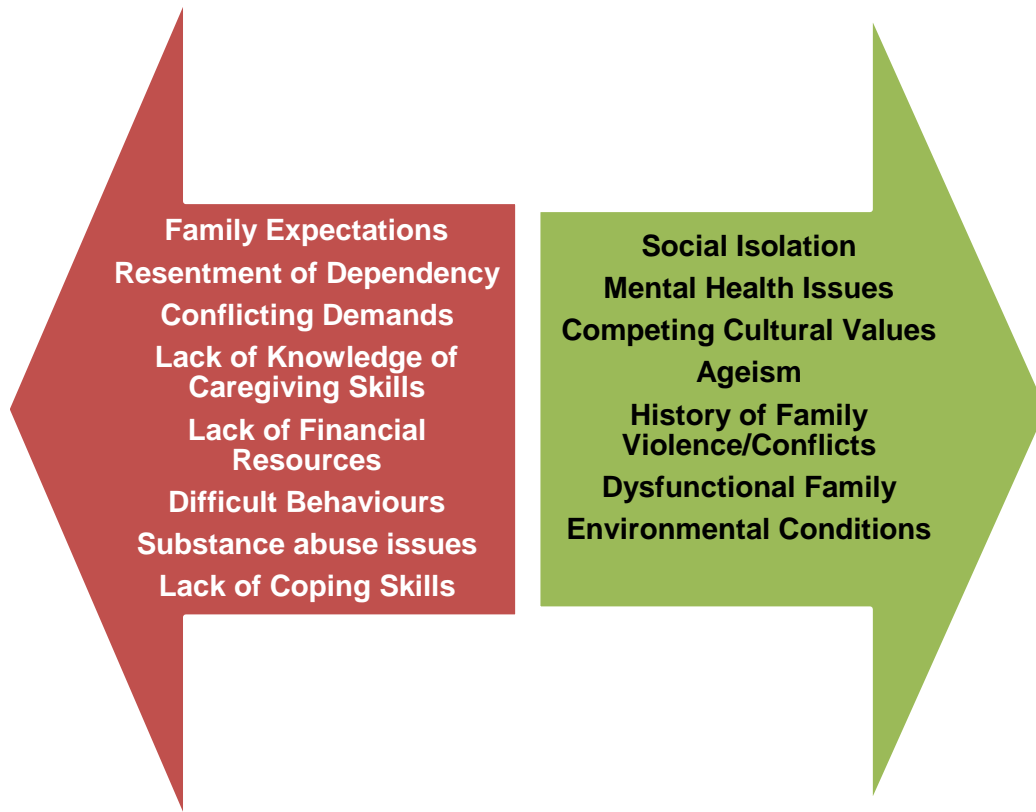 Family Expectations
Resentment of Dependency
Conflicting Demands
Lack of Knowledge of
Caregiving Skills
Lack of Financial
Resources
Difficult Behaviours
Substance abuse issues
Lack of Coping Skills
Social Isolation
Mental Health Issues
Competing Cultural Values
Ageism
History of Family
Violence/Conflicts
Dysfunctional Family
Environmental Conditions